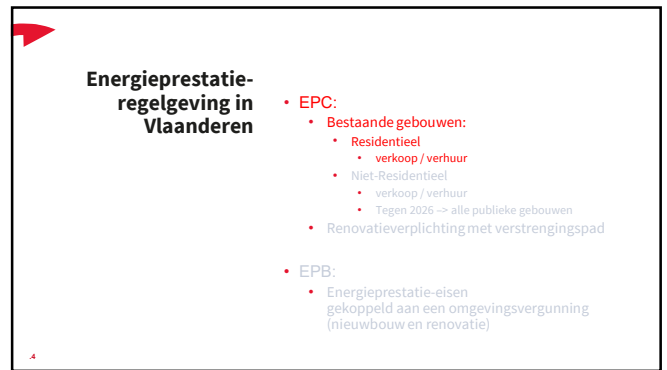 Energieprestatie-
regelgeving in
Vlaanderen
• EPC:
• Bestaande gebouwen:
• Residentieel
• verkoop / verhuur
• Niet-Residentieel
• verkoop / verhuur
• Tegen 2026 –> alle publieke gebouwen
• Renovatieverplichting met verstrengingspad
• EPB:
• Energieprestatie-eisen
gekoppeld aan een omgevingsvergunning
(nieuwbouw en renovatie)
.4